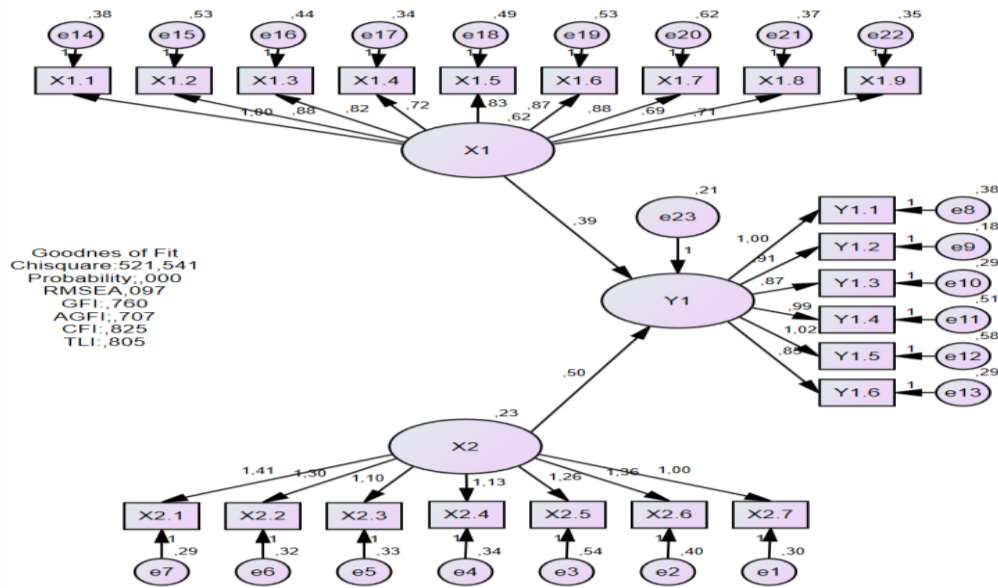 ,38 ,53 ,44 ,34 ,49 ,53 ,62 ,37 ,35
e14 e15 e16 e17 e18 e19 e20 e21 e22
1 1 1 1 1 1 1 1 1
X1.1 X1.2 X1.3 X1.4 X1.5 X1.6 X1.7 X1.8 X1.9
1,00 ,88 ,82 ,72 ,83 ,87 ,88 ,69 ,71
,62
X1
,39
,21
e23
1
Y1
1,00 Y1.1 1 e8 ,38
,91 Y1.2 1 e9 ,18
,87 Y1.3 1 e10 ,29
,99 Y1.4 1 e11 ,51
1,02 Y1.5 1 e12 ,58
Y1.6 1 e13 ,29
Goodnes of Fit
Chisquare:521,541
Probability;,000
RMSEA,097
GFI:,760
AGFI:,707
CFI:,825
TLI:,805
,50
,23
X2
1,41 1,30 1,10 1,13 1,26 1,36 1,00
X2.1 X2.2 X2.3 X2.4 X2.5 X2.6 X2.7
1 1 1 1 1 1 1
,29 ,32 ,33 ,34 ,54 ,40 ,30
e7 e6 e5 e4 e3 e2 e1